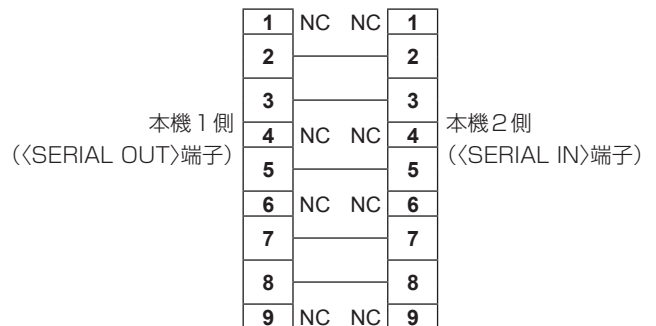 1 NC NC 1
2 2
3 3
本機1側
(〈SERIAL OUT〉端子)
4 NC NC 4
本機2側
(〈SERIAL IN〉端子)
5 5
6 NC NC 6
7 7
8 8
9 NC NC 9